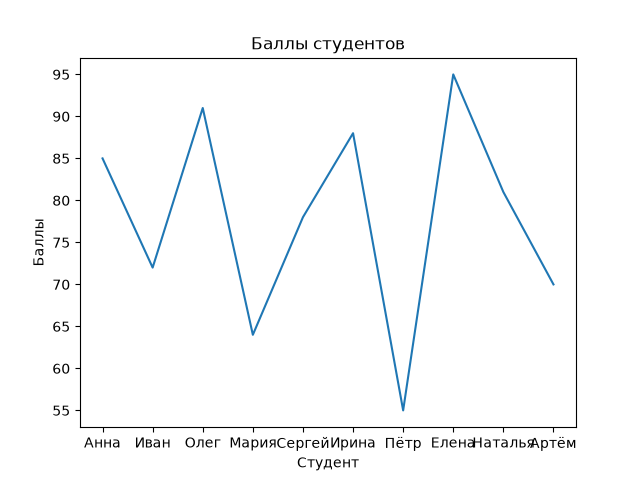 Баллы студентов
Баллы
95
90
85
80
75
70
65
60
55
Анна Иван Олег Мария Сергей Ирина Пётр Елена Наталья Артём
Студент